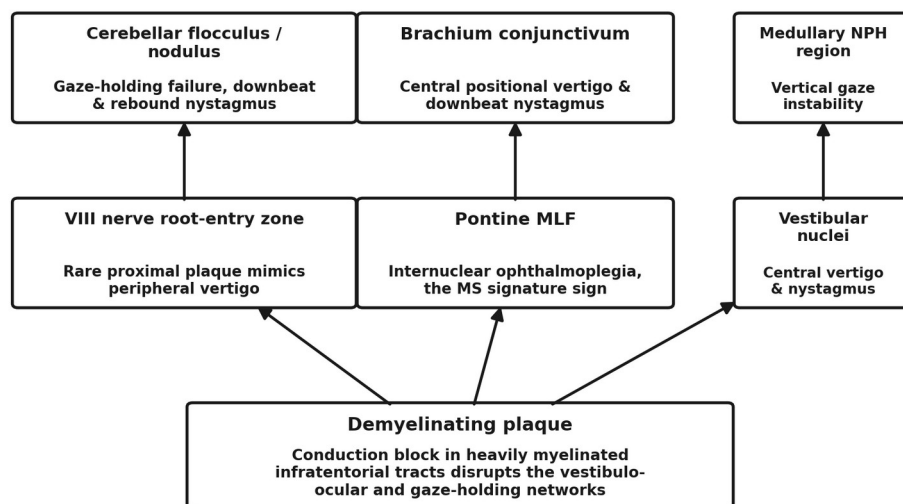 Cerebellar flocculus /
nodulus
Gaze-holding failure, downbeat
& rebound nystagmus
Brachium conjunctivum
Central positional vertigo &
downbeat nystagmus
Medullary NPH
region
Vertical gaze
instability
VIII nerve root-entry zone
Rare proximal plaque mimics
peripheral vertigo
Pontine MLF
Internuclear ophthalmoplegia,
the MS signature sign
Vestibular
nuclei
Central vertigo
& nystagmus
Demyelinating plaque
Conduction block in heavily myelinated
infratentorial tracts disrupts the vestibulo-
ocular and gaze-holding networks